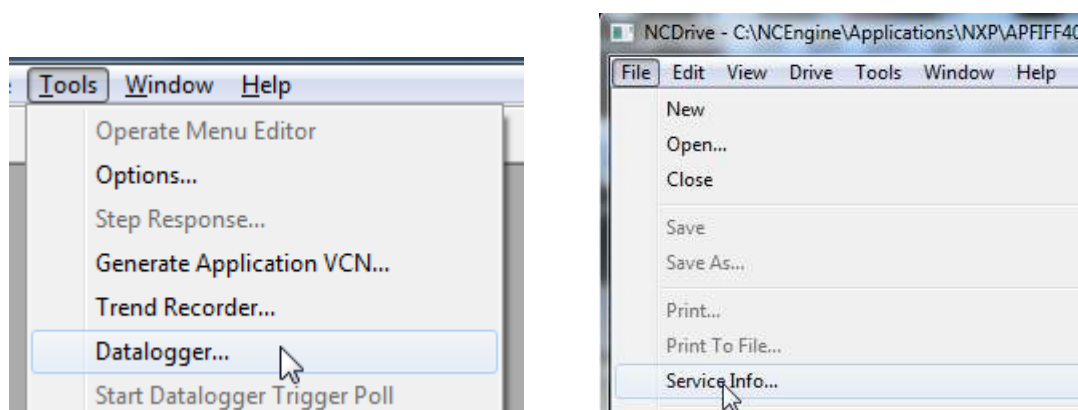 Tools Window Help
Operate Menu Editor
Options...
Step Response...
Generate Application VCN...
Trend Recorder...
Datalogger...
Start Datalogger Trigger Poll
NCDrive - C:\NCEngine\Applications\NXP\APFIFF40
File Edit View Drive Tools Window Help
New
Open...
Close
Save
Save As...
Print...
Print To File...
Service Info...